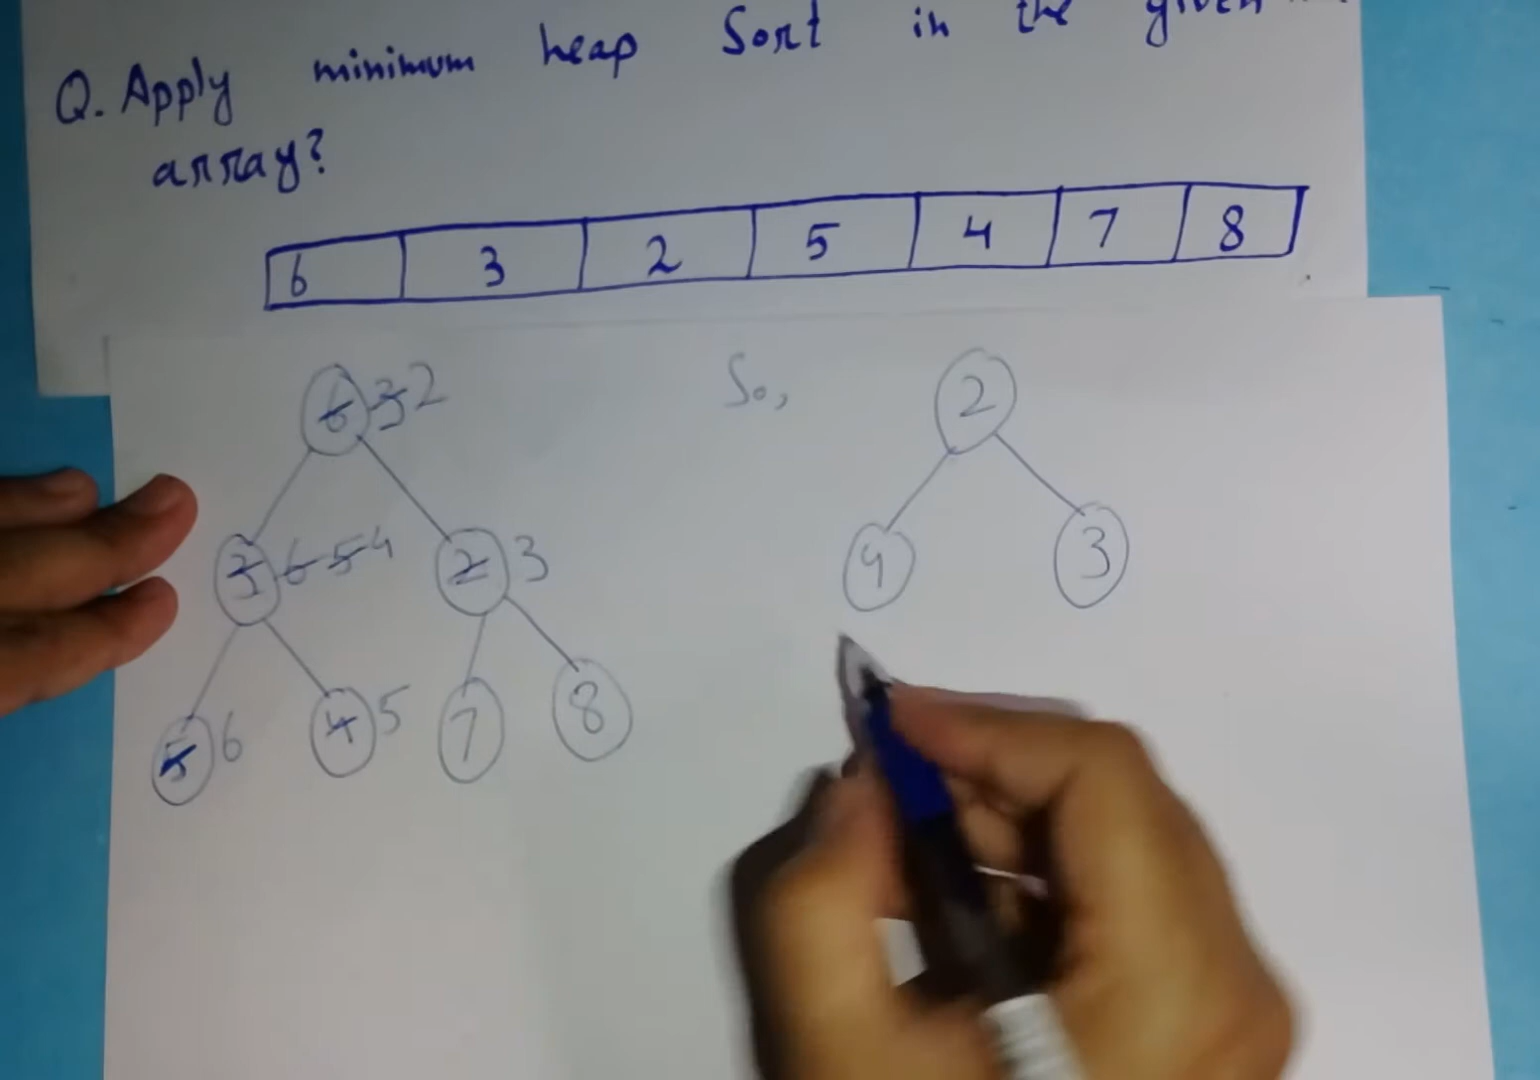 Q. Apply minimum heap Sort in the given
array?
6 3 2 5 4 7 8
6 3 2
So,
2
3 6 5 4
2 3
4
3
5 6
4 5
7
8